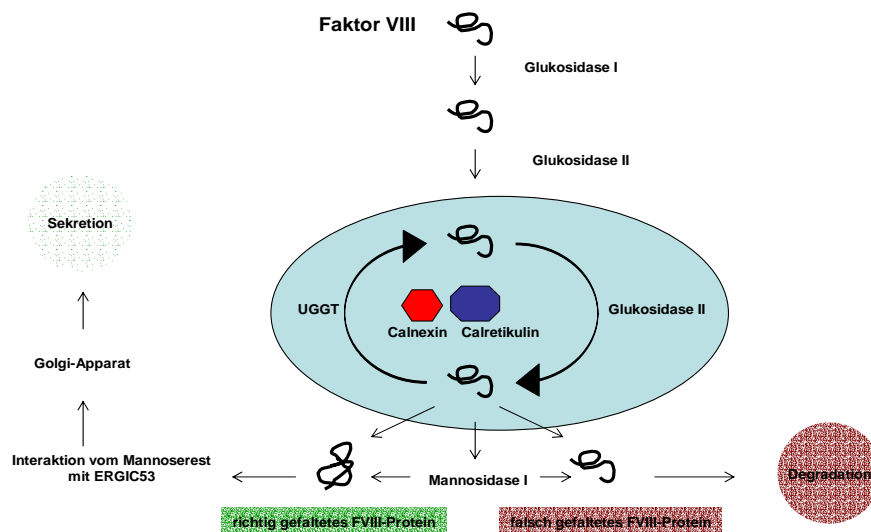 Faktor VIII
Glukosidase I
Glukosidase II
Sekretion
UGGT
Glukosidase II
Calnexin
Calretikulin
Golgi-Apparat
Interaktion vom Mannoserest
mit ERGIC53
Mannosidase I
Degradation
richtig gefaltetes FVIII-Protein
falsch gefaltetes FVIII-Protein